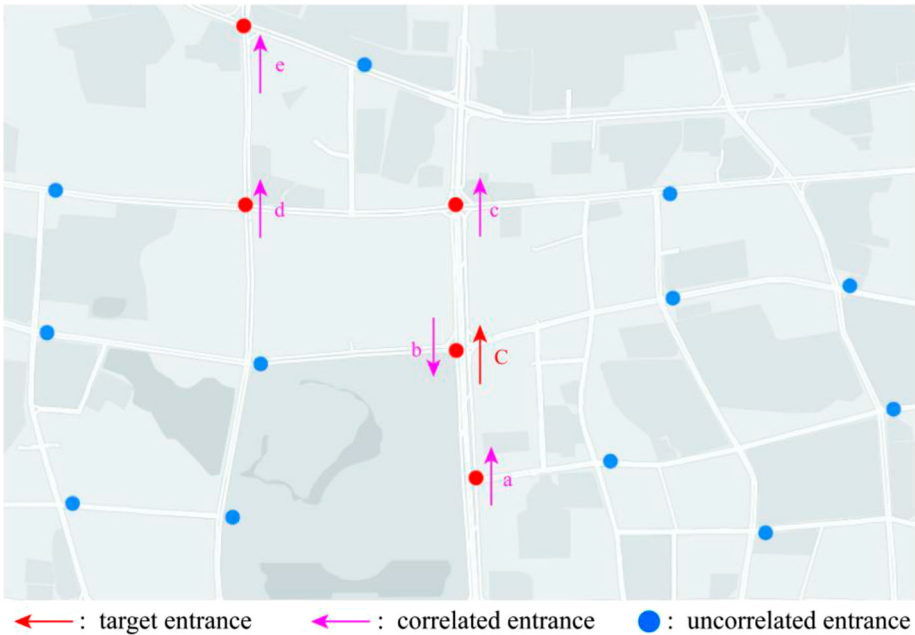 e
d
c
b
C
a
: target entrance : correlated entrance : uncorrelated entrance